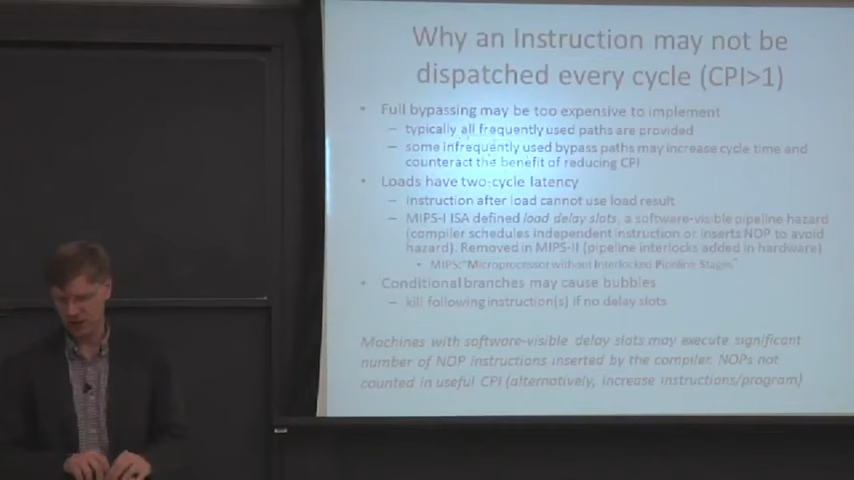 Why an Instruction may not be
dispatched every cycle (CPI>1)
• Full bypassing may be too expensive to implement
– typically all frequently used paths are provided
– some infrequently used bypass paths may increase cycle time and
counteract the benefit of reducing CPI
• Loads have two-cycle latency
– Instruction after load cannot use load result
– MIPS-I ISA defined load delay slots, a software-visible pipeline hazard
(compiler schedules independent instruction or inserts NOP to avoid
hazard). Removed in MIPS-II (pipeline interlocks added in hardware)
• MIPS:"Microprocessor without Interlocked Pipeline Stages"
• Conditional branches may cause bubbles
– kill following instruction(s) if no delay slots
Machines with software-visible delay slots may execute significant
number of NOP instructions inserted by the compiler. NOPs not
counted in useful CPI (alternatively, increase instructions/program)